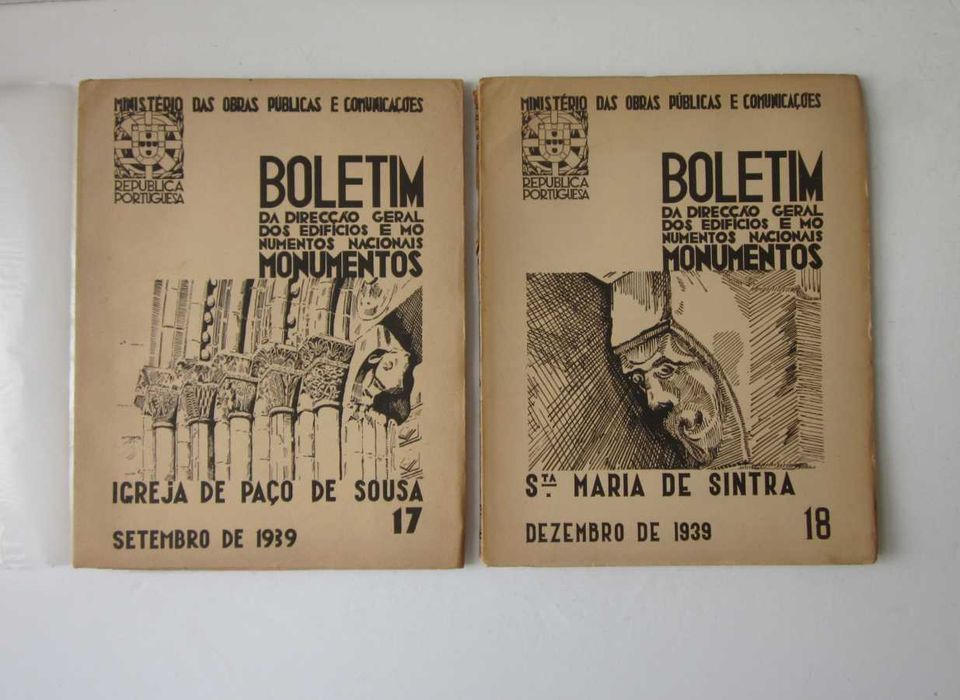 MINISTÉRIO DAS OBRAS PÚBLICAS E COMUNICAÇÕES
REPUBLICA
PORTUGUESA
BOLETIM
DA DIRECÇÃO GERAL
DOS EDIFÍCIOS E MO
NUMENTOS NACIONAIS
MONUMENTOS
IGREJA DE PAÇO DE SOUSA
17
SETEMBRO DE 1939
MINISTÉRIO DAS OBRAS PÚBLICAS E COMUNICAÇÕES
REPUBLICA
PORTUGUESA
BOLETIM
DA DIRECÇÃO GERAL
DOS EDIFÍCIOS E MO
NUMENTOS NACIONAIS
MONUMENTOS
STA. MARIA DE SINTRA
DEZEMBRO DE 1939
18